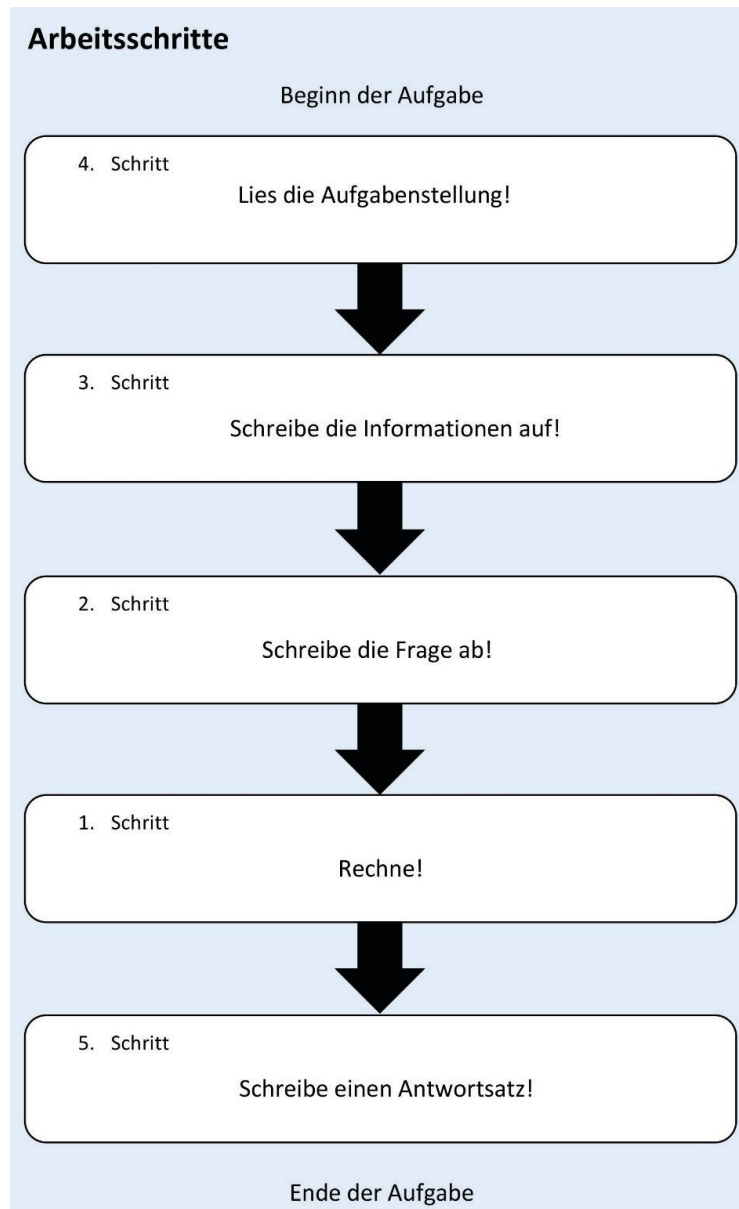 Arbeitsschritte
Beginn der Aufgabe
4. Schritt
Lies die Aufgabenstellung!
3. Schritt
Schreibe die Informationen auf!
2. Schritt
Schreibe die Frage ab!
1. Schritt
Rechne!
5. Schritt
Schreibe einen Antwortsatz!
Ende der Aufgabe